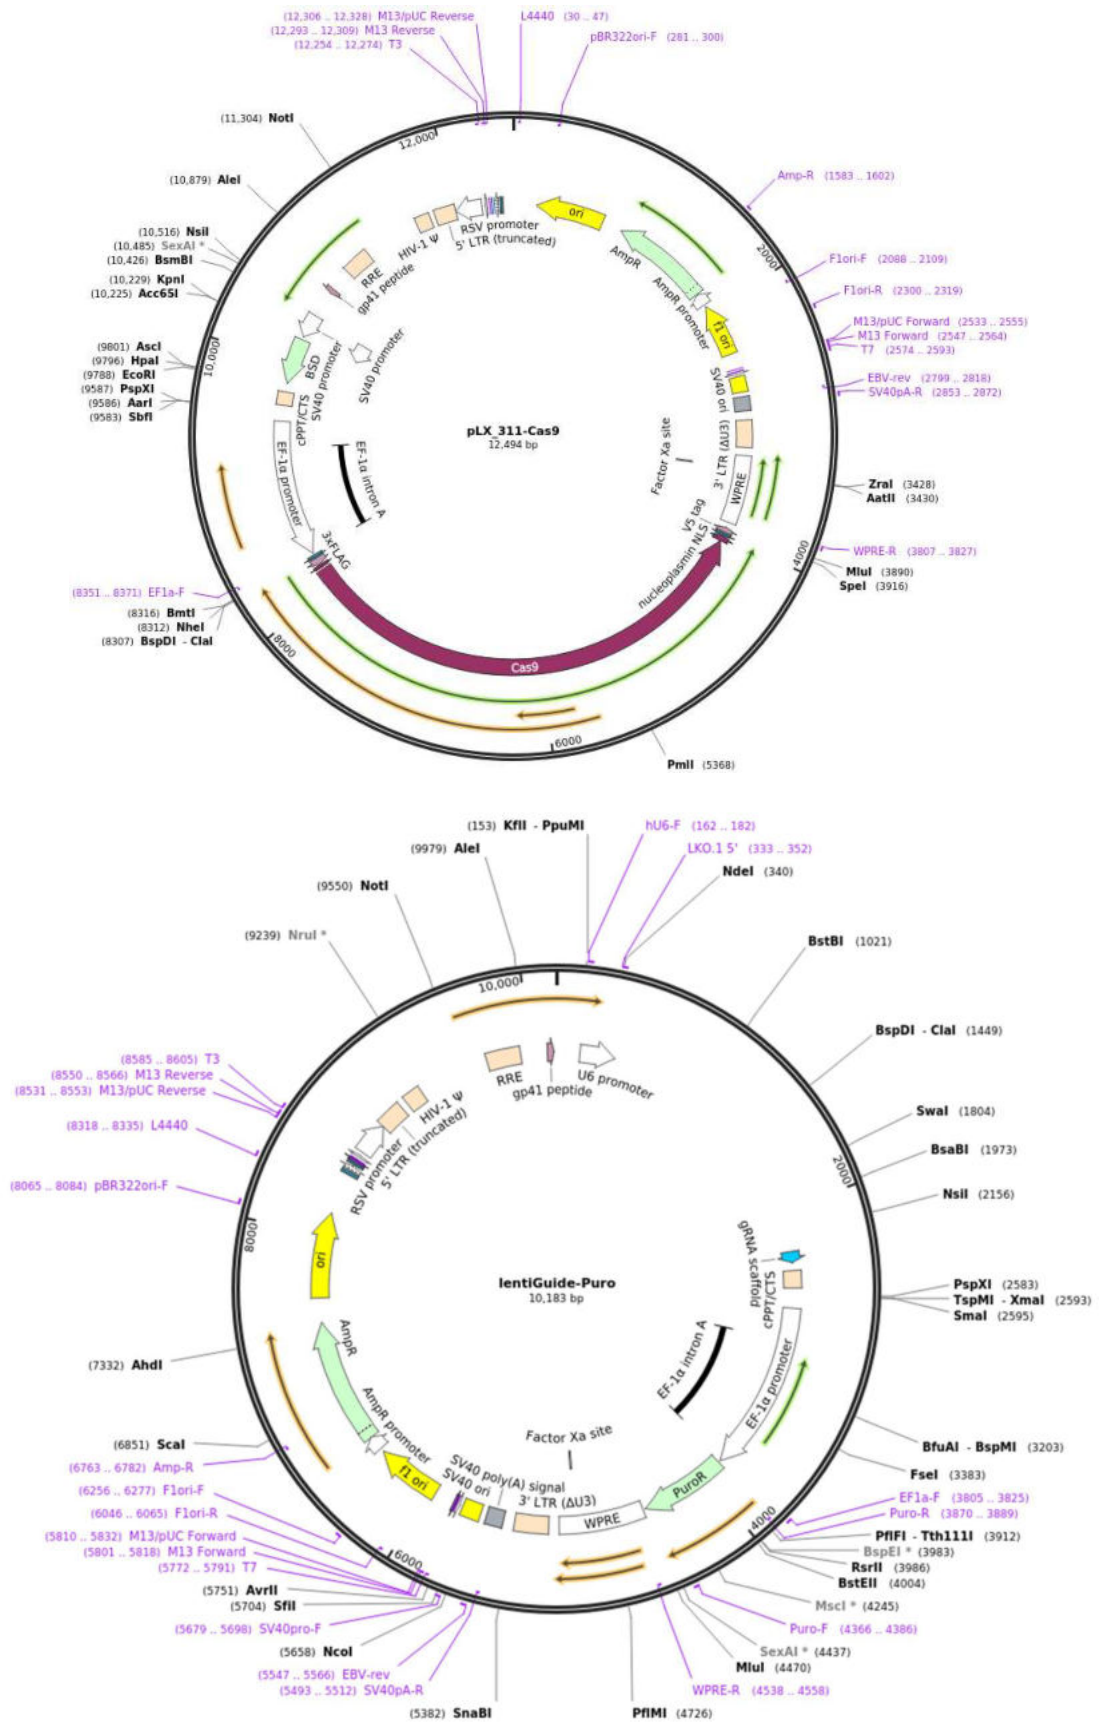 (12,306 .. 12,328) M13/pUC Reverse
(12,293 .. 12,309) M13 Reverse
(12,254 .. 12,274) T3
L4440 (30 .. 47)
pBR322ori-F (281 .. 300)
(11,304) NotI
12,000
(10,879) AleI
Amp-R (1583 .. 1602)
(10,516) NsiI
(10,485) SexAI *
(10,426) BsmBI
(10,229) KpnI
(10,225) Acc65I
2000
F1ori-F (2088 .. 2109)
F1ori-R (2300 .. 2319)
M13/pUC Forward (2533 .. 2555)
M13 Forward (2547 .. 2564)
T7 (2574 .. 2593)
EBV-rev (2799 .. 2818)
SV40pA-R (2853 .. 2872)
(9801) AscI
(9796) HpaI
(9788) EcoRI
(9587) PspXI
(9586) AarI
(9583) SbfI
10,000
ori
RSV promoter
5' LTR (truncated)
HIV-1 Ψ
RRE
gp41 peptide
AmpR
AmpR promoter
f1 ori
SV40 promoter
BSD
SV40 promoter
cPPT/CTS
SV40 ori
3' LTR (ΔU3)
pLX_311-Cas9
12,494 bp
EF-1α promoter
EF-1α intron A
Factor Xa site
WPRE
V5 tag
nucleoplasmin NLS
3xFLAG
Cas9
ZraI (3428)
AatII (3430)
WPRE-R (3807 .. 3827)
4000
MluI (3890)
SpeI (3916)
(8351 .. 8371) EF1a-F
(8316) BmtI
(8312) NheI
(8307) BspDI - ClaI
8000
6000
PmlI (5368)
(153) KflI - PpuMI
hU6-F (162 .. 182)
(9979) AleI
LKO.1 5' (333 .. 352)
NdeI (340)
(9550) NotI
(9239) NruI *
BstBI (1021)
10,000
BspDI - ClaI (1449)
(8585 .. 8605) T3
(8550 .. 8566) M13 Reverse
(8531 .. 8553) M13/pUC Reverse
(8318 .. 8335) L4440
(8065 .. 8084) pBR322ori-F
RRE
gp41 peptide
U6 promoter
HIV-1 Ψ
5' LTR (truncated)
RSV promoter
SwaI (1804)
BsaBI (1973)
2000
NsiI (2156)
8000
ori
gRNA scaffold
cPPT/CTS
lentiGuide-Puro
10,183 bp
PspXI (2583)
TspMI - XmaI (2593)
SmaI (2595)
(7332) AhdI
AmpR
EF-1α intron A
EF-1α promoter
AmpR promoter
Factor Xa site
(6851) ScaI
(6763 .. 6782) Amp-R
(6256 .. 6277) F1ori-F
(6046 .. 6065) F1ori-R
(5810 .. 5832) M13/pUC Forward
(5801 .. 5818) M13 Forward
(5772 .. 5791) T7
f1 ori
SV40 poly(A) signal
SV40 ori
3' LTR (ΔU3)
WPRE
PuroR
BfuAI - BspMI (3203)
FseI (3383)
EF1a-F (3805 .. 3825)
Puro-R (3870 .. 3889)
4000
PflFI - Tth111I (3912)
BspEI * (3983)
RsrII (3986)
BstEII (4004)
6000
(5751) AvrII
(5704) SfiI
(5679 .. 5698) SV40pro-F
(5658) NcoI
(5547 .. 5566) EBV-rev
(5493 .. 5512) SV40pA-R
(5382) SnaBI
MscI * (4245)
Puro-F (4366 .. 4386)
SexAI * (4437)
MluI (4470)
WPRE-R (4538 .. 4558)
PflMI (4726)